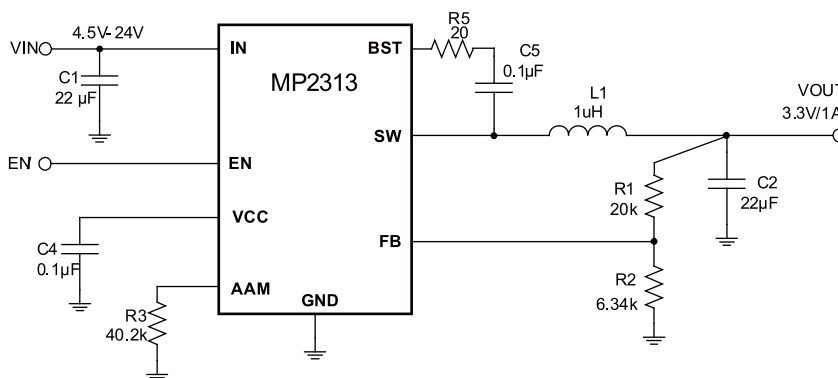 4.5V-24V
VIN
C1
22 µF
IN
MP2313
BST
R5
20
C5
0.1µF
SW
L1
1uH
VOUT
3.3V/1A
EN
EN
VCC
C4
0.1µF
FB
R1
20k
C2
22µF
AAM
R3
40.2k
GND
R2
6.34k